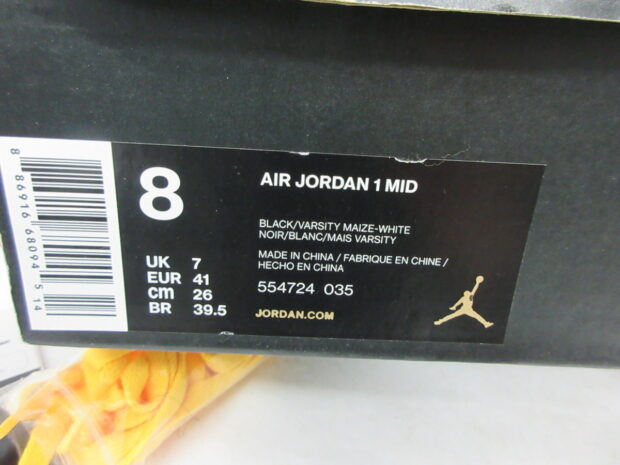 8 86916 68094 5 14
8
AIR JORDAN 1 MID
BLACK/VARSITY MAIZE-WHITE
NOIR/BLANC/MAIS VARSITY
MADE IN CHINA / FABRIQUE EN CHINE /
HECHO EN CHINA
554724 035
UK 7
EUR 41
cm 26
BR 39.5
JORDAN.COM